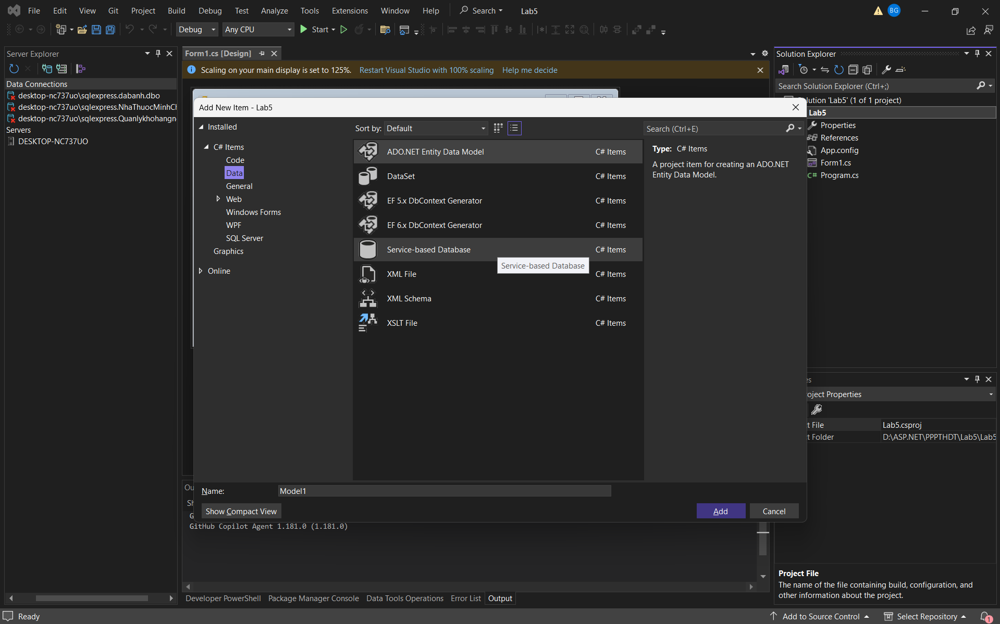 File Edit View Git Project Build Debug Test Analyze Tools Extensions Window Help Search Lab5 BG
Debug Any CPU Start
Server Explorer
Data Connections
desktop-nc737uo\sqlexpress.dabanh.dbo
desktop-nc737uo\sqlexpress.NhaThuocMinhCh
desktop-nc737uo\sqlexpress.Quanlykhohangn
Servers
DESKTOP-NC737UO
Form1.cs [Design]
Scaling on your main display is set to 125%. Restart Visual Studio with 100% scaling Help me decide
Add New Item - Lab5
Installed
C# Items
Code
Data
General
Web
Windows Forms
WPF
SQL Server
Graphics
Online
Sort by: Default
Search (Ctrl+E)
ADO.NET Entity Data Model C# Items
DataSet C# Items
EF 5.x DbContext Generator C# Items
EF 6.x DbContext Generator C# Items
Service-based Database C# Items
Service-based Database
XML File C# Items
XML Schema C# Items
XSLT File C# Items
Type: C# Items
A project item for creating an ADO.NET
Entity Data Model.
Name: Model1
Show Compact View
Add
Cancel
Ou
Sh
G
GitHub Copilot Agent 1.181.0 (1.181.0)
Developer PowerShell Package Manager Console Data Tools Operations Error List Output
Solution Explorer
Search Solution Explorer (Ctrl+;)
olution 'Lab5' (1 of 1 project)
Lab5
Properties
References
App.config
Form1.cs
C# Program.cs
es
oject Properties
t File Lab5.csproj
t Folder D:\ASP.NET\PPPTHDT\Lab5\Lab5
Project File
The name of the file containing build, configuration, and
other information about the project.
Ready
Add to Source Control Select Repository 1